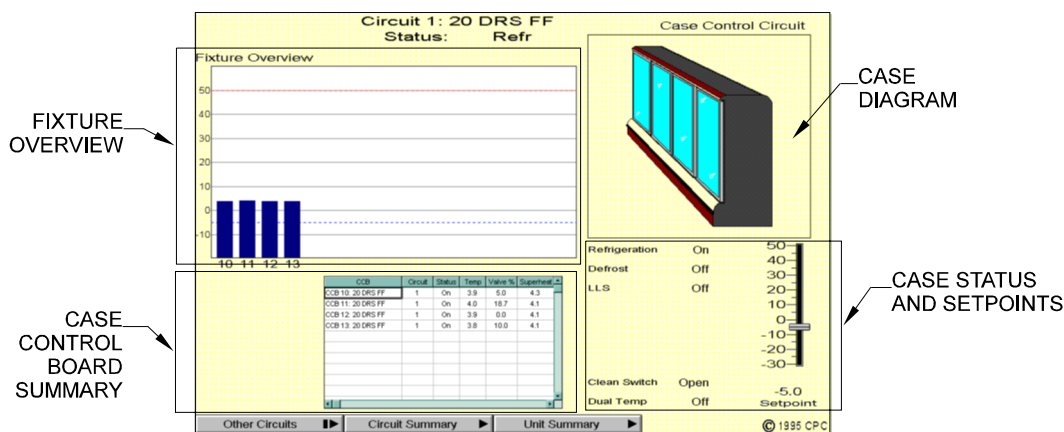 Circuit 1: 20 DRS FF
Status: Refr
Case Control Circuit
Fixture Overview
50
40
30
20
10
0
-10
10 11 12 13
FIXTURE
OVERVIEW
CASE
DIAGRAM
CCB Circuit Status Temp Valve % Superheat
CCB 10: 20 DRS FF 1 On 3.9 5.0 4.3
CCB 11: 20 DRS FF 1 On 4.0 18.7 4.1
CCB 12: 20 DRS FF 1 On 3.9 0.0 4.1
CCB 13: 20 DRS FF 1 On 3.8 10.0 4.1
CASE
CONTROL
BOARD
SUMMARY
Refrigeration On
Defrost Off
LLS Off
Clean Switch Open
Dual Temp Off
50
40
30
20
10
0
-10
-20
-30
-5.0
Setpoint
CASE STATUS
AND SETPOINTS
Other Circuits
Circuit Summary
Unit Summary
© 1995 CPC